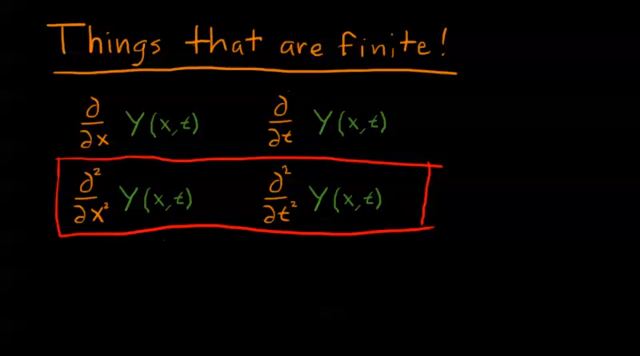 Things that are finite!
∂/∂x Y(x,t) ∂/∂t Y(x,t)
∂²/∂x² Y(x,t) ∂²/∂t² Y(x,t)